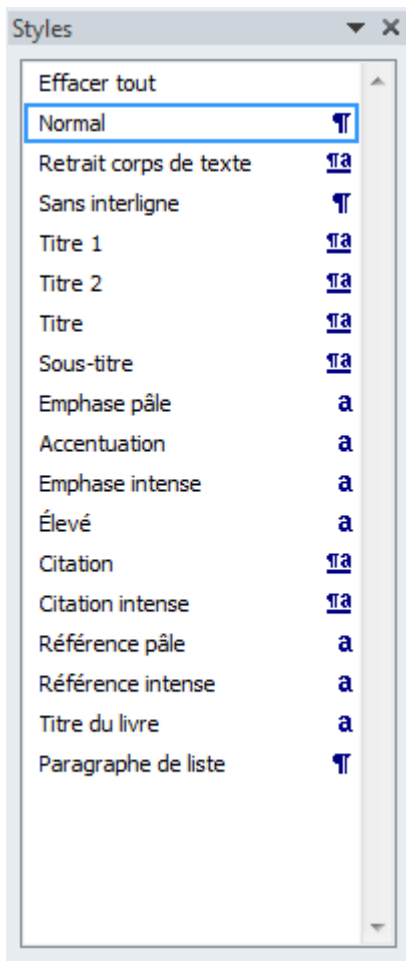 Styles
Effacer tout
Normal ¶
Retrait corps de texte ¶a
Sans interligne ¶
Titre 1 ¶a
Titre 2 ¶a
Titre ¶a
Sous-titre ¶a
Emphase pâle a
Accentuation a
Emphase intense a
Élevé a
Citation ¶a
Citation intense ¶a
Référence pâle a
Référence intense a
Titre du livre a
Paragraphe de liste ¶